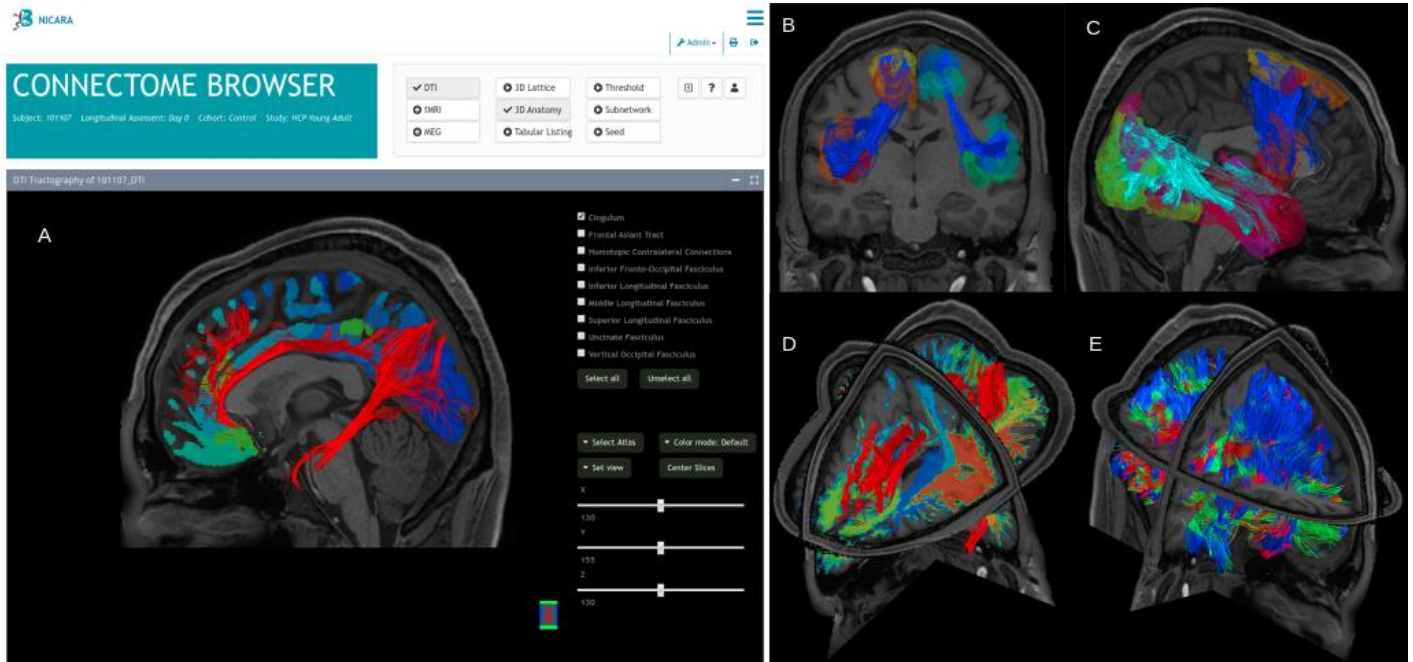 NICARA
Admin
CONNECTOME BROWSER
Subject: 101107 Longitudinal Assesent: Day 0 Cohort: Control Study: HCP Young Adult
DTI
3D Lattice
Threshold
fMRI
3D Anatomy
Subnetwork
MEG
Tabular Listing
Seed
?
DTI Tractography of 101107_DTI
A
Cingulum
Frontal Aslant Tract
Homotopic Contralateral Connections
Inferior Fronto-Occipital Fasciculus
Inferior Longitudinal Fasciculus
Middle Longitudinal Fasciculus
Superior Longitudinal Fasciculus
Uncinate Fasciculus
Vertical Occipital Fasciculus
Select all
Unselect all
Select Atlas
Color mode: Default
Set view
Center Slices
X
130
Y
155
Z
130
B
C
D
E